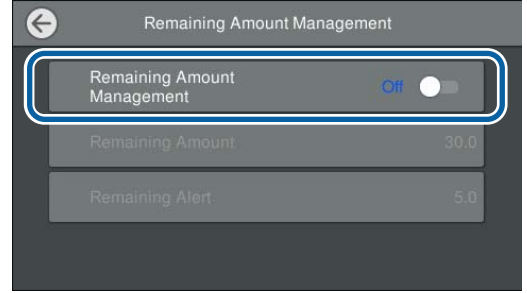 Remaining Amount Management
Remaining Amount
Management
Off
Remaining Amount 30.0
Remaining Alert 5.0